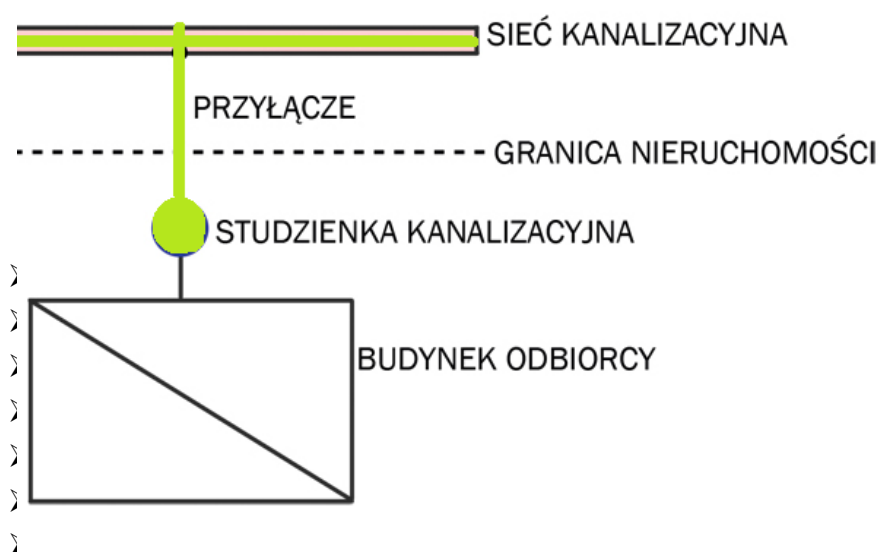 SIEĆ KANALIZACYJNA
PRZYŁĄCZE
GRANICA NIERUCHOMOŚCI
STUDZIENKA KANALIZACYJNA
BUDYNEK ODBIORCY